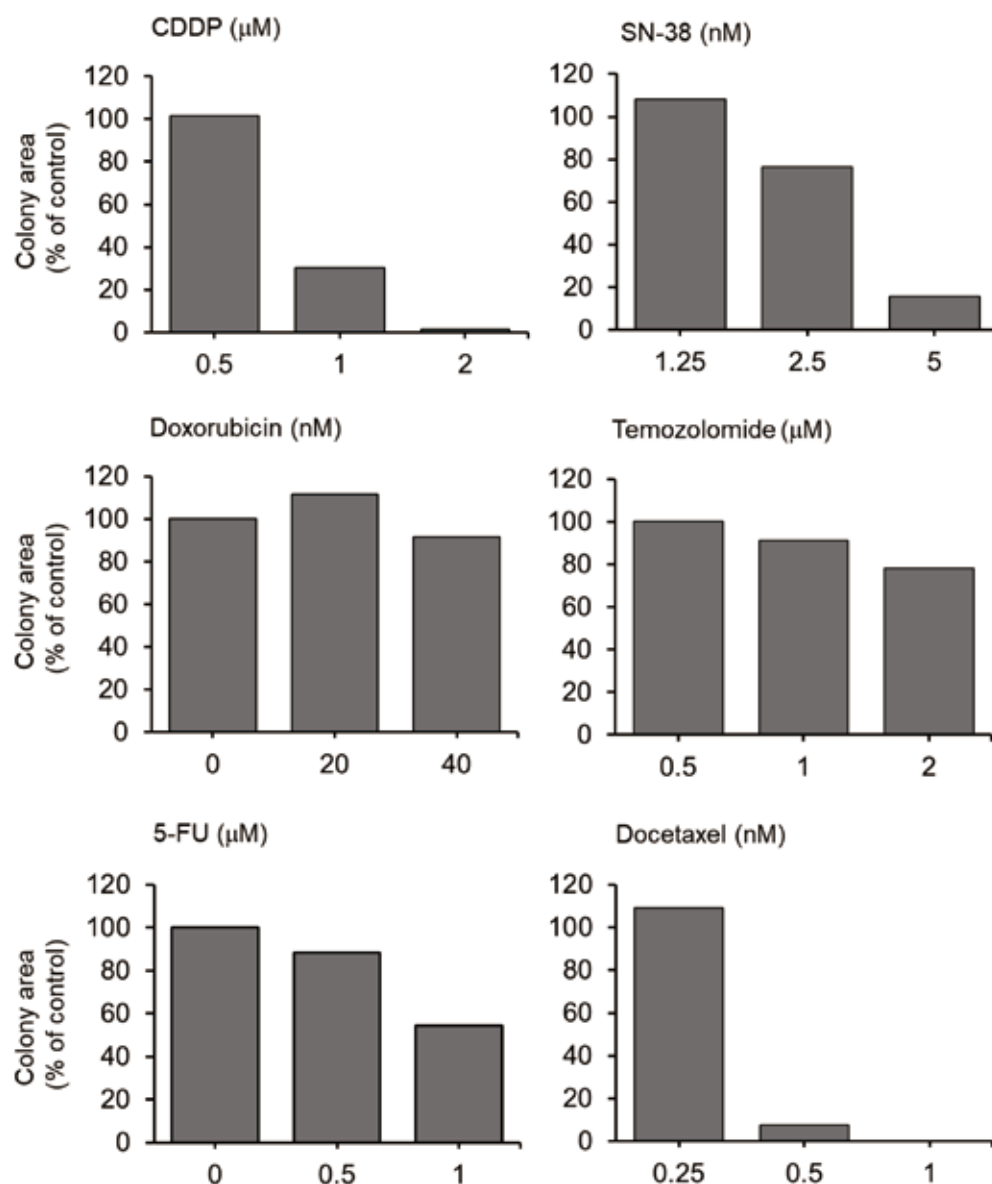 CDDP (μM)
Colony area
(% of control)
120
100
80
60
40
20
0
0.5 1 2
SN-38 (nM)
120
100
80
60
40
20
0
1.25 2.5 5
Doxorubicin (nM)
Colony area
(% of control)
120
100
80
60
40
20
0
0 20 40
Temozolomide (μM)
120
100
80
60
40
20
0
0.5 1 2
5-FU (μM)
Colony area
(% of control)
120
100
80
60
40
20
0
0 0.5 1
Docetaxel (nM)
120
100
80
60
40
20
0
0.25 0.5 1